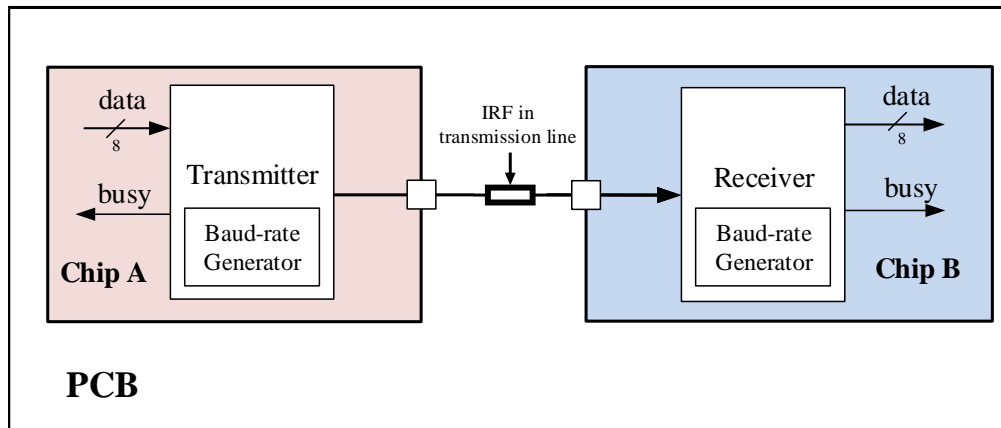 data
8
busy
Transmitter
Baud-rate
Generator
Chip A
IRF in
transmission line
Receiver
Baud-rate
Generator
data
8
busy
Chip B
PCB